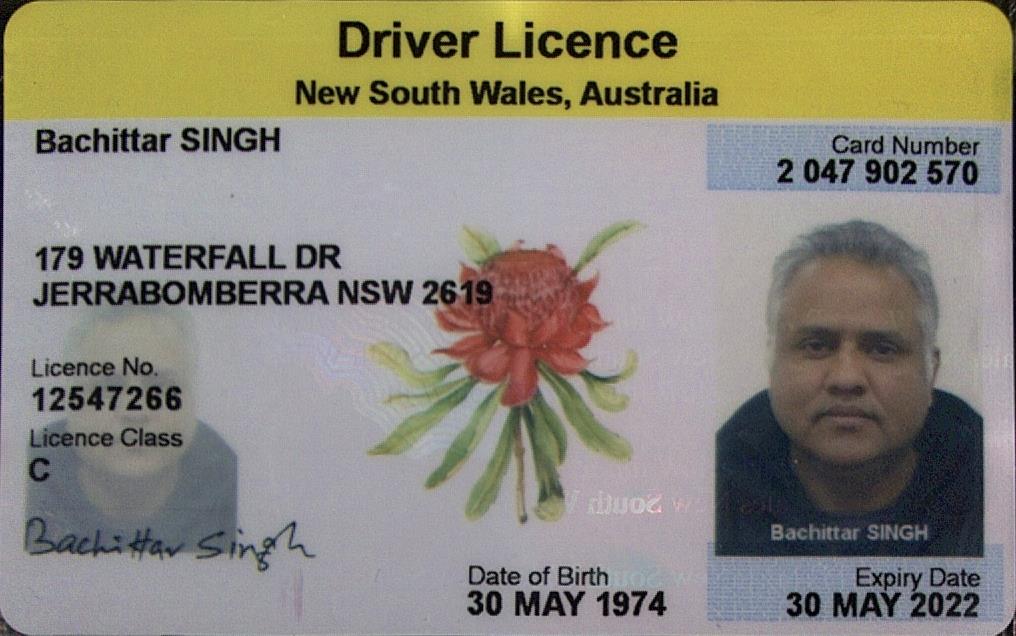 Driver Licence
New South Wales, Australia
Bachittar SINGH
Card Number
2 047 902 570
179 WATERFALL DR
JERRABOMBERRA NSW 2619
Licence No.
12547266
Licence Class
C
Bachittar Singh
Bachittar SINGH
Date of Birth
30 MAY 1974
Expiry Date
30 MAY 2022